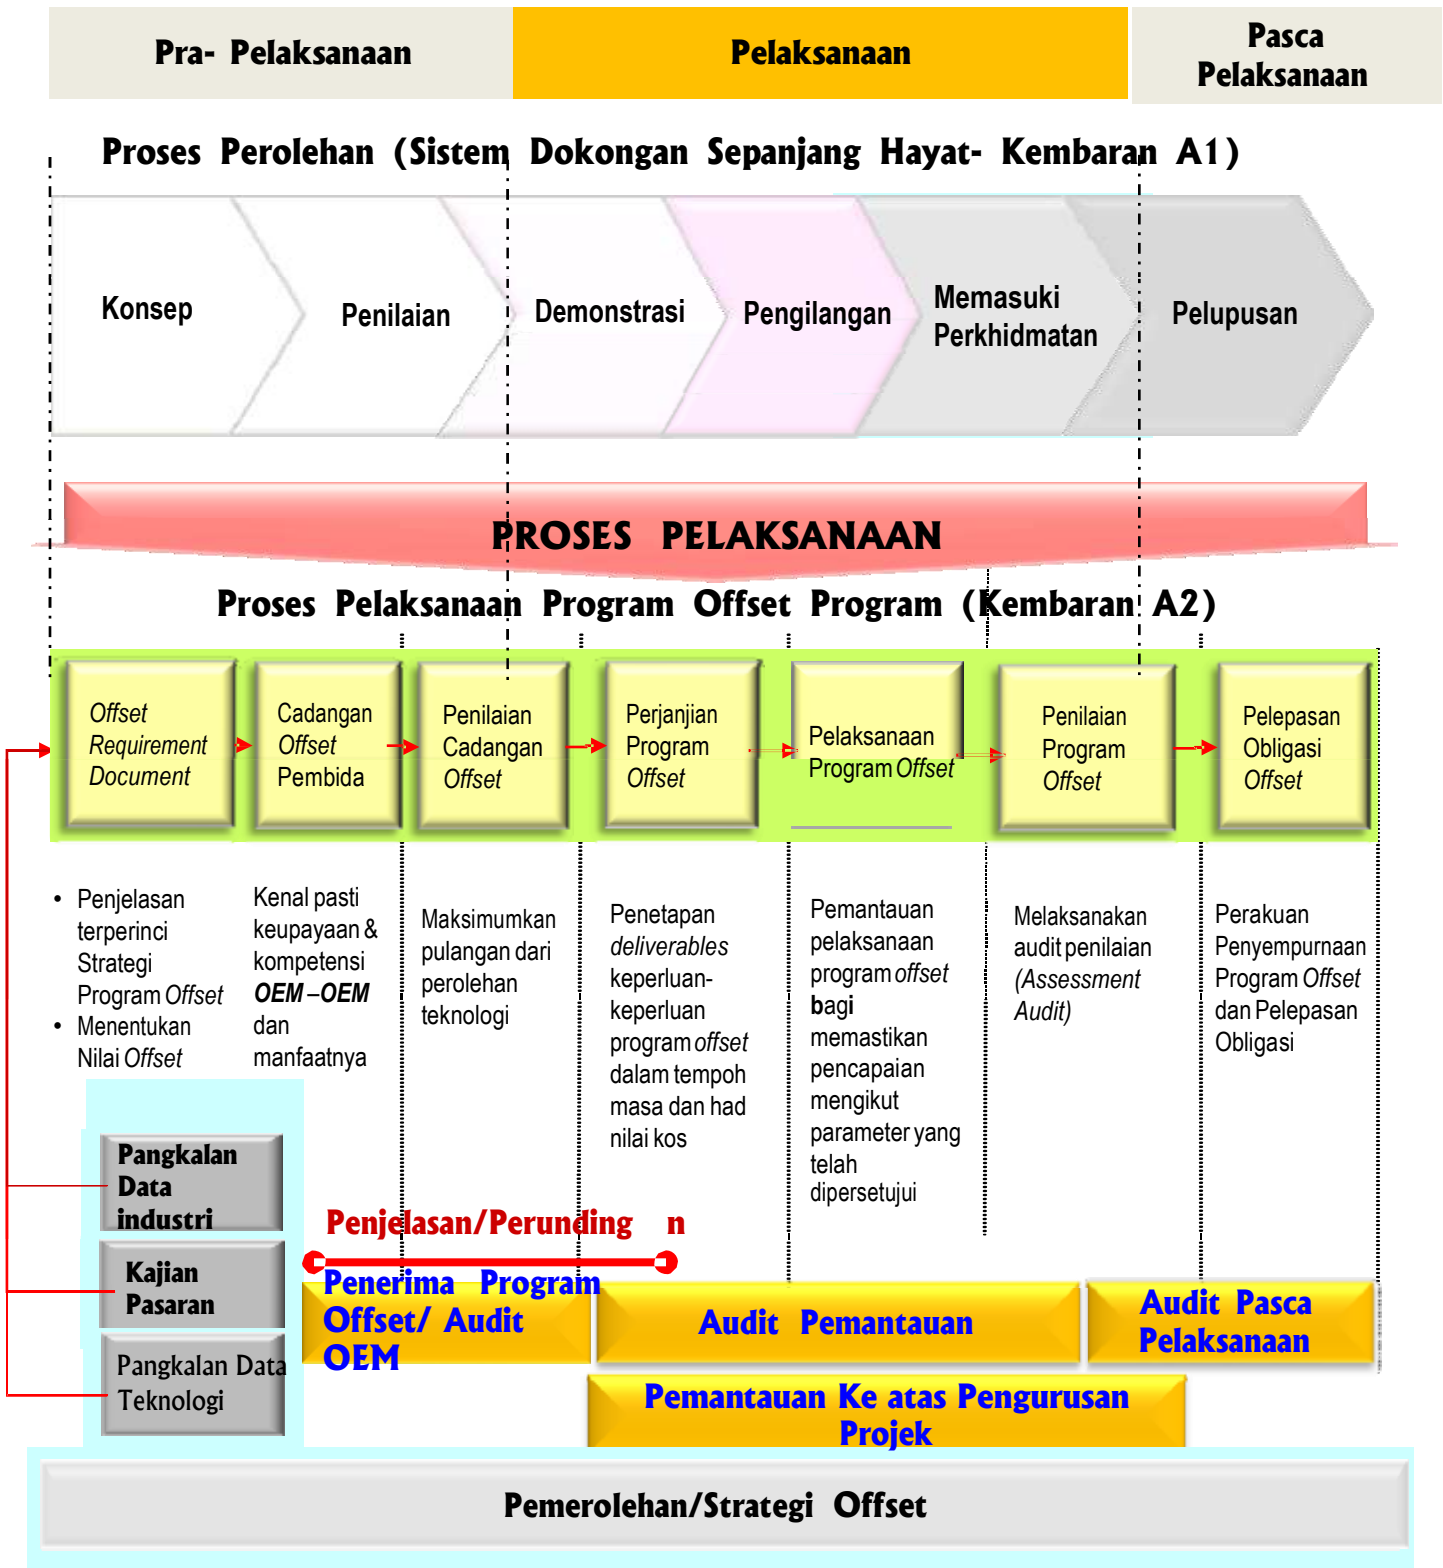 Pra- Pelaksanaan
Pelaksanaan
Pasca
Pelaksanaan
Proses Perolehan (Sistem Dokongan Sepanjang Hayat- Kembaran A1)
Konsep
Penilaian
Demonstrasi
Pengilangan
Memasuki
Perkhidmatan
Pelupusan
PROSES PELAKSANAAN
Proses Pelaksanaan Program Offset Program (Kembaran A2)
Offset
Requirement
Document
Cadangan
Offset
Pembida
Penilaian
Cadangan
Offset
Perjanjian
Program
Offset
Pelaksanaan
Program Offset
Penilaian
Program
Offset
Pelepasan
Obligasi
Offset
• Penjelasan
terperinci
Strategi
Program Offset
• Menentukan
Nilai Offset
Kenal pasti
keupayaan &
kompetensi
OEM –OEM
dan
manfaatnya
Maksimumkan
pulangan dari
perolehan
teknologi
Penetapan
deliverables
keperluan-
keperluan
program offset
dalam tempoh
masa dan had
nilai kos
Pemantauan
pelaksanaan
program offset
bagi
memastikan
pencapaian
mengikut
parameter yang
telah
dipersetujui
Melaksanakan
audit penilaian
(Assessment
Audit)
Perakuan
Penyempurnaan
Program Offset
dan Pelepasan
Obligasi
Pangkalan
Data
industri
Kajian
Pasaran
Pangkalan Data
Teknologi
Penjelasan/Perunding n
Penerima Program
Offset/ Audit
OEM
Audit Pemantauan
Audit Pasca
Pelaksanaan
Pemantauan Ke atas Pengurusan
Projek
Pemerolehan/Strategi Offset